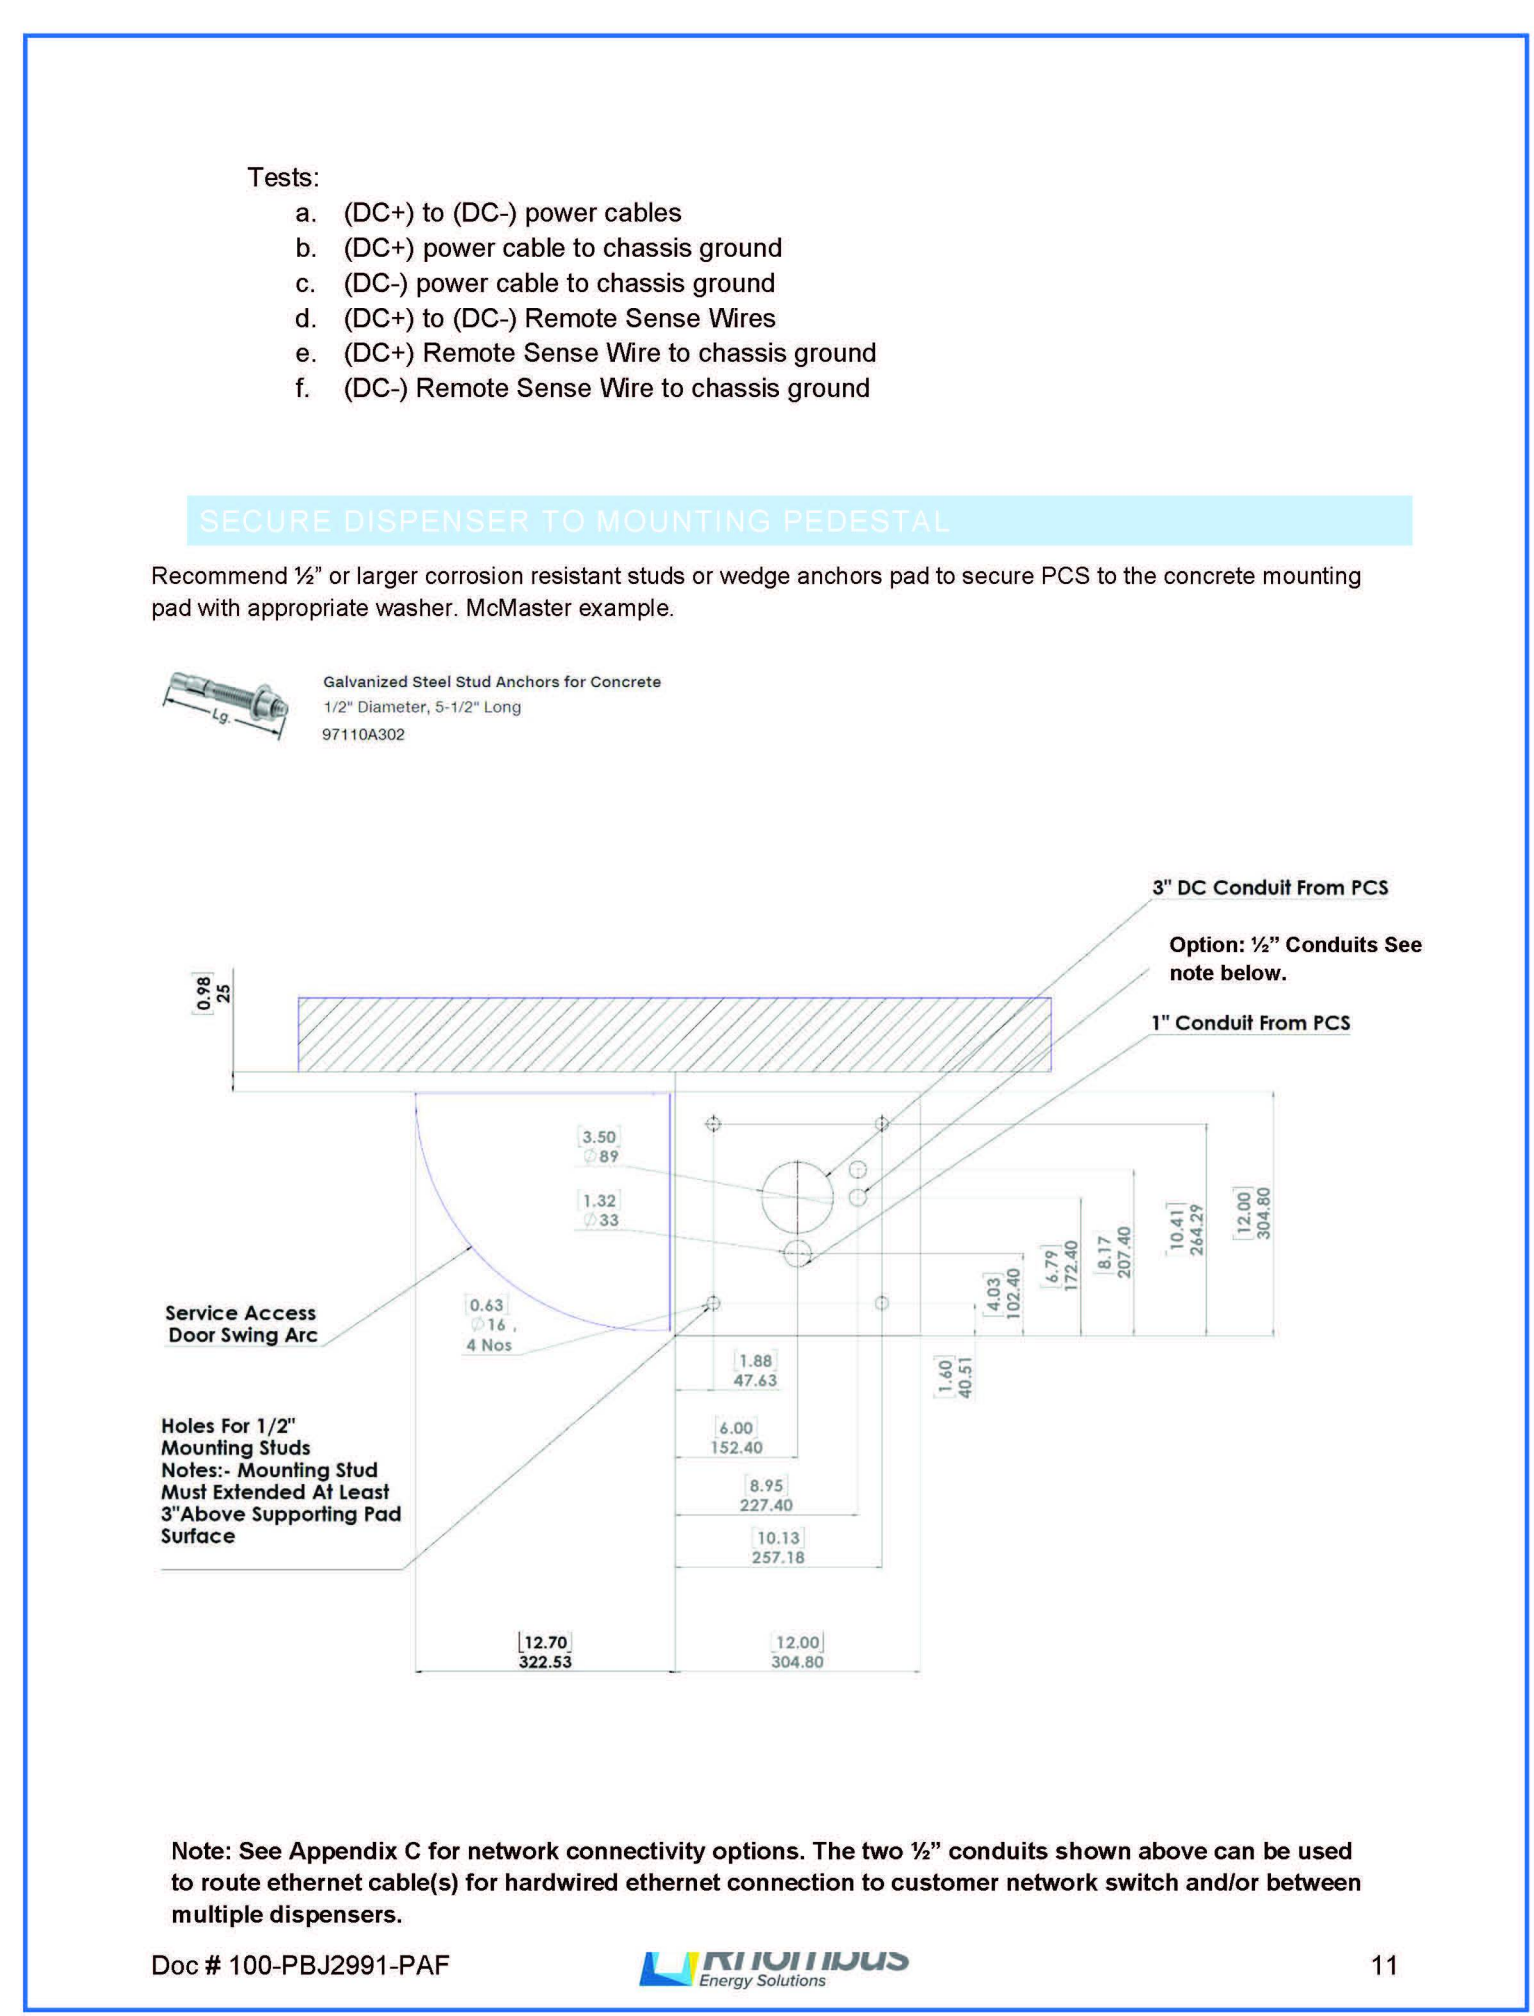 Tests:
a. (DC+) to (DC-) power cables
b. (DC+) power cable to chassis ground
c. (DC-) power cable to chassis ground
d. (DC+) to (DC-) Remote Sense Wires
e. (DC+) Remote Sense Wire to chassis ground
f. (DC-) Remote Sense Wire to chassis ground
SECURE DISPENSER TO MOUNTING PEDESTAL
Recommend ½” or larger corrosion resistant studs or wedge anchors pad to secure PCS to the concrete mounting
pad with appropriate washer. McMaster example.
Lg.
Galvanized Steel Stud Anchors for Concrete
1/2" Diameter, 5-1/2" Long
97110A302
3" DC Conduit From PCS
Option: ½” Conduits See
note below.
1" Conduit From PCS
[0.98]
25
[3.50]
∅89
[1.32]
∅33
[0.63]
∅16 ,
4 Nos
Service Access
Door Swing Arc
Holes For 1/2"
Mounting Studs
Notes:- Mounting Stud
Must Extended At Least
3"Above Supporting Pad
Surface
[1.60]
40.51
[4.03]
102.40
[6.79]
172.40
[8.17]
207.40
[10.41]
264.29
[12.00]
304.80
[1.88]
47.63
[6.00]
152.40
[8.95]
227.40
[10.13]
257.18
[12.70]
322.53
[12.00]
304.80
Note: See Appendix C for network connectivity options. The two ½” conduits shown above can be used
to route ethernet cable(s) for hardwired ethernet connection to customer network switch and/or between
multiple dispensers.
Doc # 100-PBJ2991-PAF
Rhombus
Energy Solutions
11